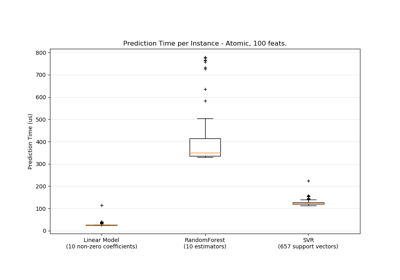 Prediction Time per Instance - Atomic, 100 feats.
Prediction Time (us)
800
700
600
500
400
300
200
100
0
Linear Model
(10 non-zero coefficients)
RandomForest
(10 estimators)
SVR
(657 support vectors)